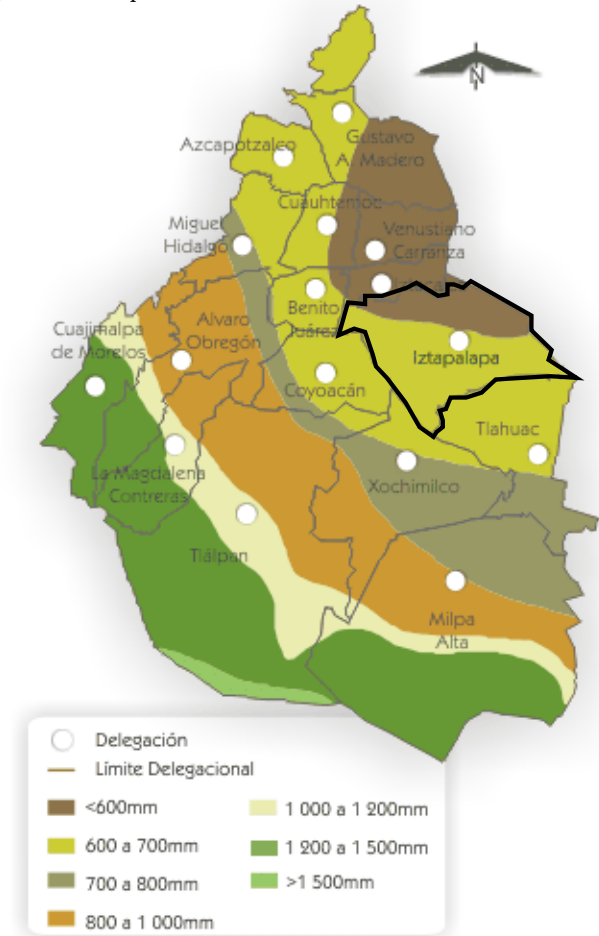 N
Gustavo
A. Madero
Azcapotzalco
Cuauhtemoc
Miguel
Hidalgo
Venustiano
Carranza
Benito
Juárez
Alvaro
Obregón
Cuajimalpa
de Morelos
Iztapalapa
Coyoacán
Tlahuac
La Magdalena
Contreras
Xochimilco
Tlálpan
Milpa
Alta
Delegación
Límite Delegacional
<600mm
600 a 700mm
700 a 800mm
800 a 1 000mm
1 000 a 1 200mm
1 200 a 1 500mm
>1 500mm